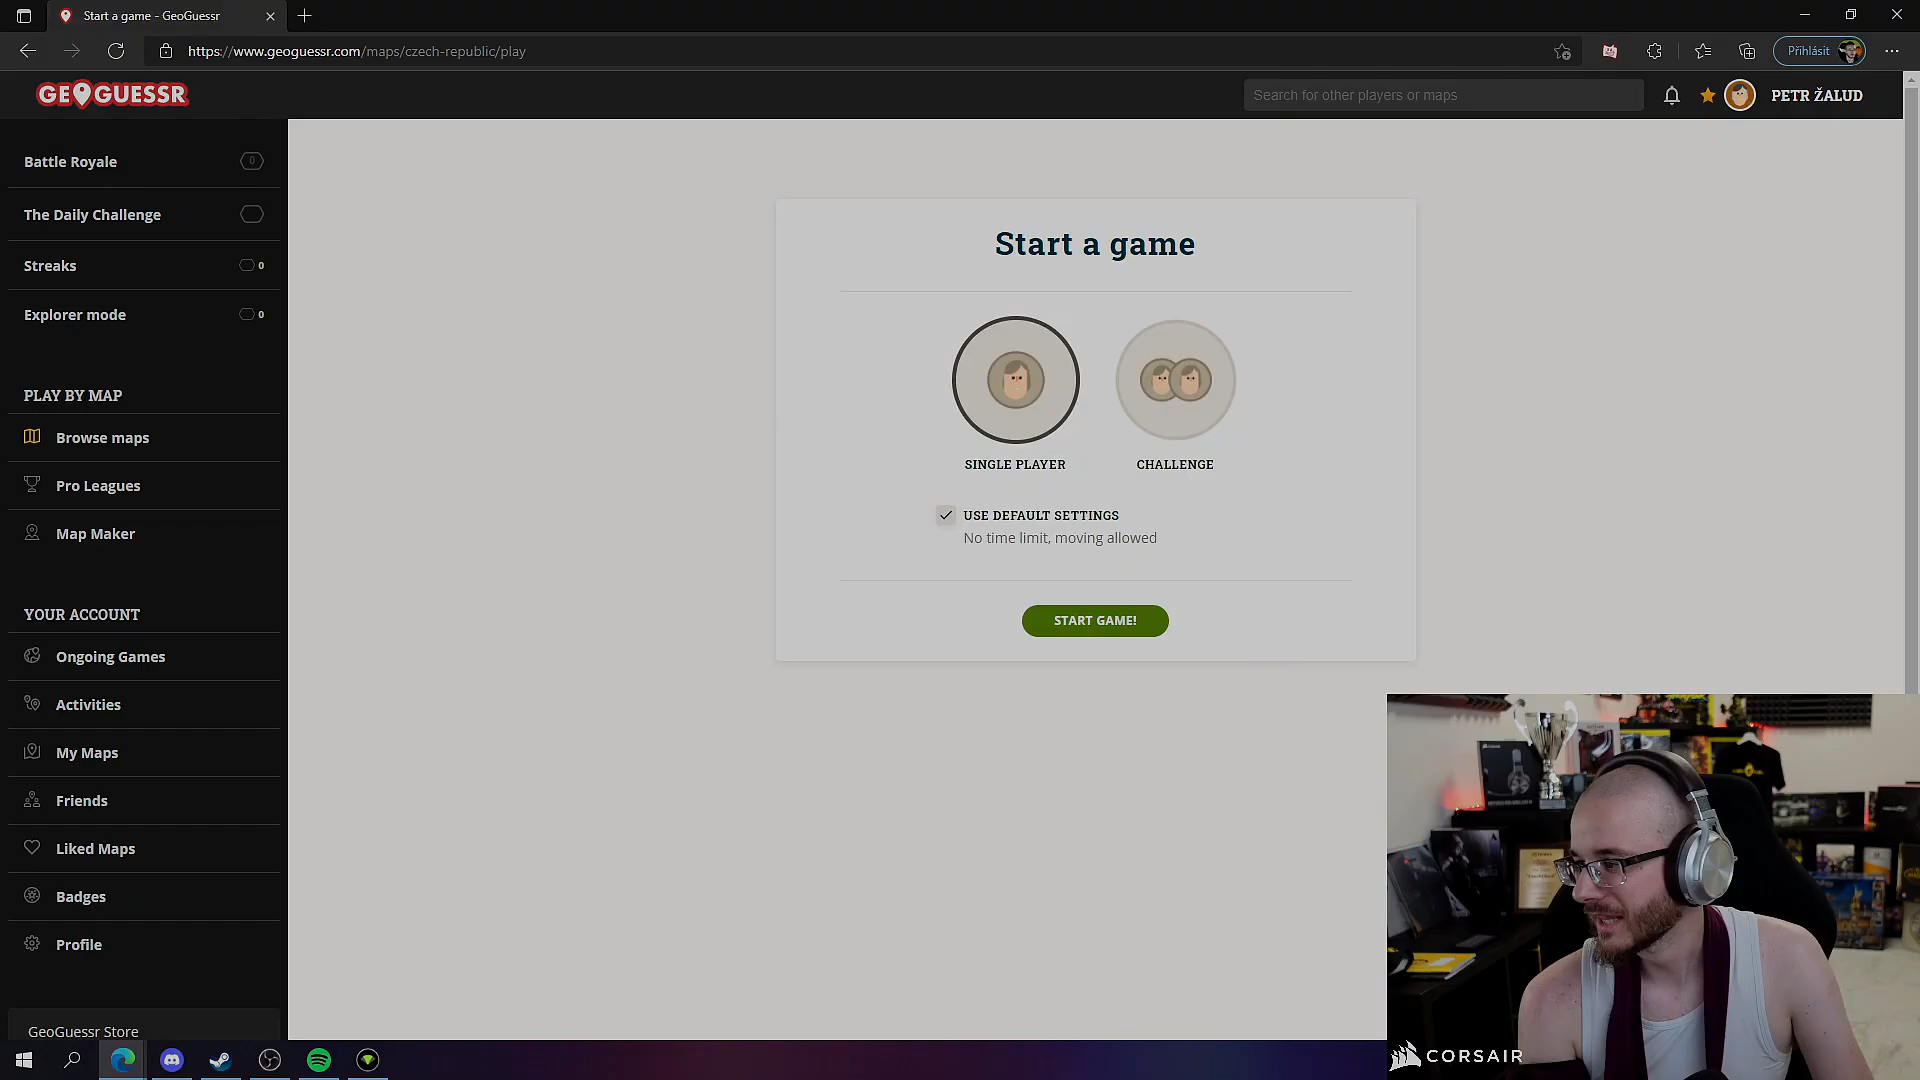 Start a game - GeoGuessr
https://www.geoguessr.com/maps/czech-republic/play
Přihlásit
GEOGUESSR
Search for other players or maps
PETR ŽALUD
Battle Royale 0
The Daily Challenge
Streaks 0
Explorer mode 0
PLAY BY MAP
Browse maps
Pro Leagues
Map Maker
YOUR ACCOUNT
Ongoing Games
Activities
My Maps
Friends
Liked Maps
Badges
Profile
GeoGuessr Store
Start a game
SINGLE PLAYER
CHALLENGE
USE DEFAULT SETTINGS
No time limit, moving allowed
START GAME!
CORSAIR